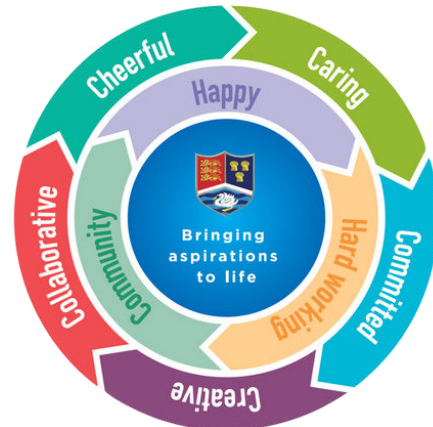 Cheerful
Caring
Committed
Creative
Collaborative
Happy
Hard working
Community
Bringing
aspirations
to life